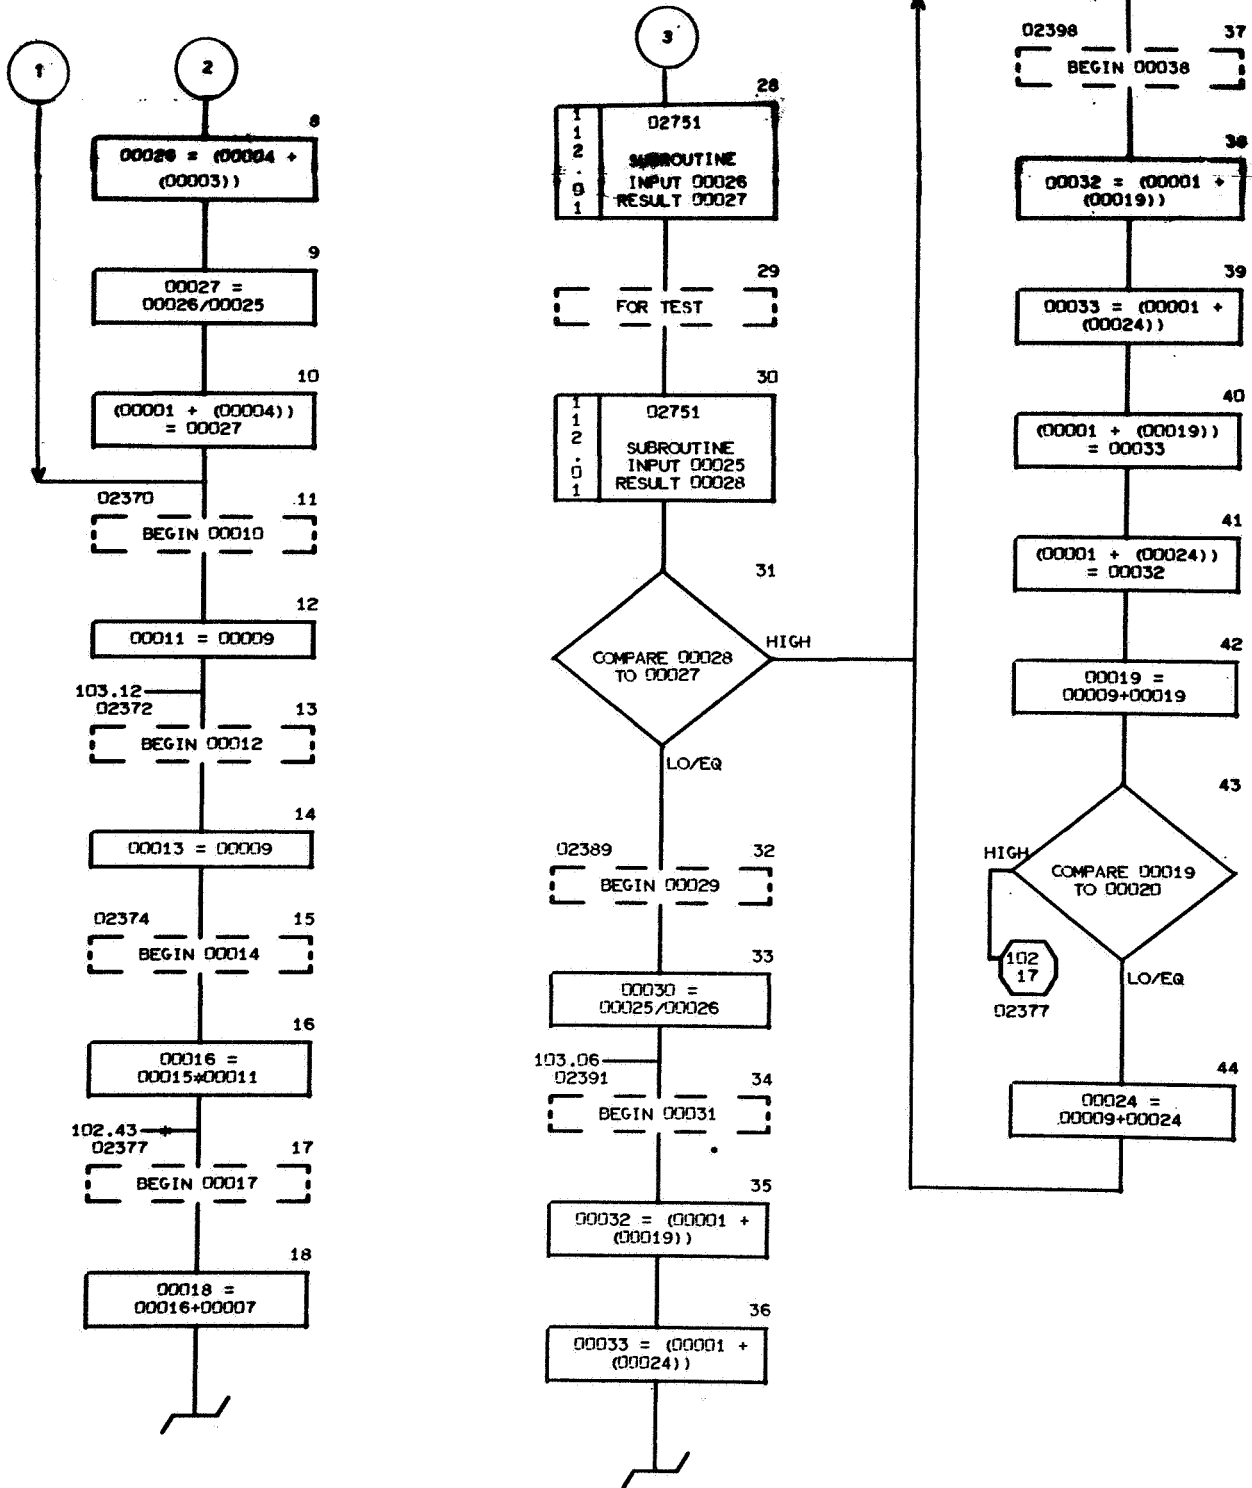 1
2
8
00026 = (00004 +
(00003))
9
00027 =
00026/00025
10
(00001 + (00004))
= 00027
02370
11
BEGIN 00010
12
00011 = 00009
103.12
02372
13
BEGIN 00012
14
00013 = 00009
02374
15
BEGIN 00014
16
00016 =
00015*00011
102.43
02377
17
BEGIN 00017
18
00018 =
00016+00007
3
28
1
1
2
.
0
1
02751
SUBROUTINE
INPUT 00026
RESULT 00027
29
FOR TEST
30
1
1
2
.
0
1
02751
SUBROUTINE
INPUT 00025
RESULT 00028
31
COMPARE 00028
TO 00027
HIGH
LO/EQ
02389
32
BEGIN 00029
33
00030 =
00025/00026
103.06
02391
34
BEGIN 00031
35
00032 = (00001 +
(00019))
36
00033 = (00001 +
(00024))
02398
37
BEGIN 00038
38
00032 = (00001 +
(00019))
39
00033 = (00001 +
(00024))
40
(00001 + (00019))
= 00033
41
(00001 + (00024))
= 00032
42
00019 =
00009+00019
43
HIGH
COMPARE 00019
TO 00020
102
17
02377
LO/EQ
44
00024 =
00009+00024